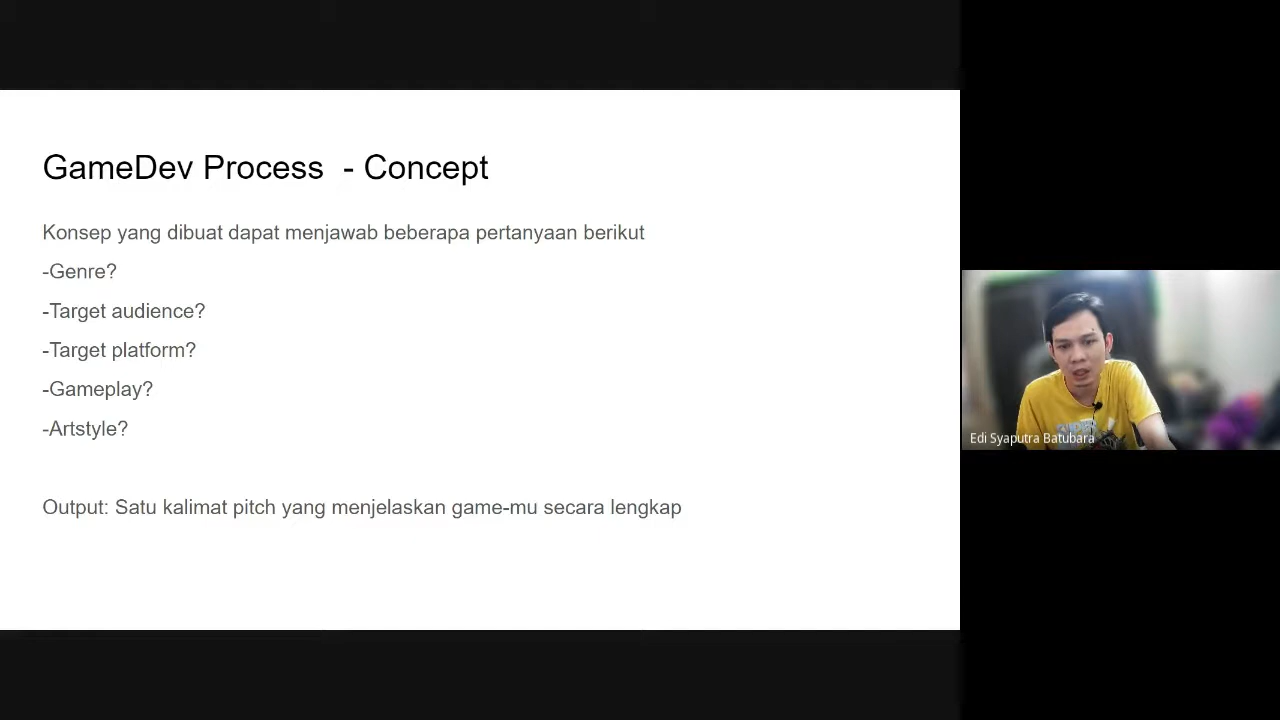 GameDev Process - Concept
Konsep yang dibuat dapat menjawab beberapa pertanyaan berikut
-Genre?
-Target audience?
-Target platform?
-Gameplay?
-Artstyle?
Output: Satu kalimat pitch yang menjelaskan game-mu secara lengkap
SUPER
Edi Syaputra Batubara